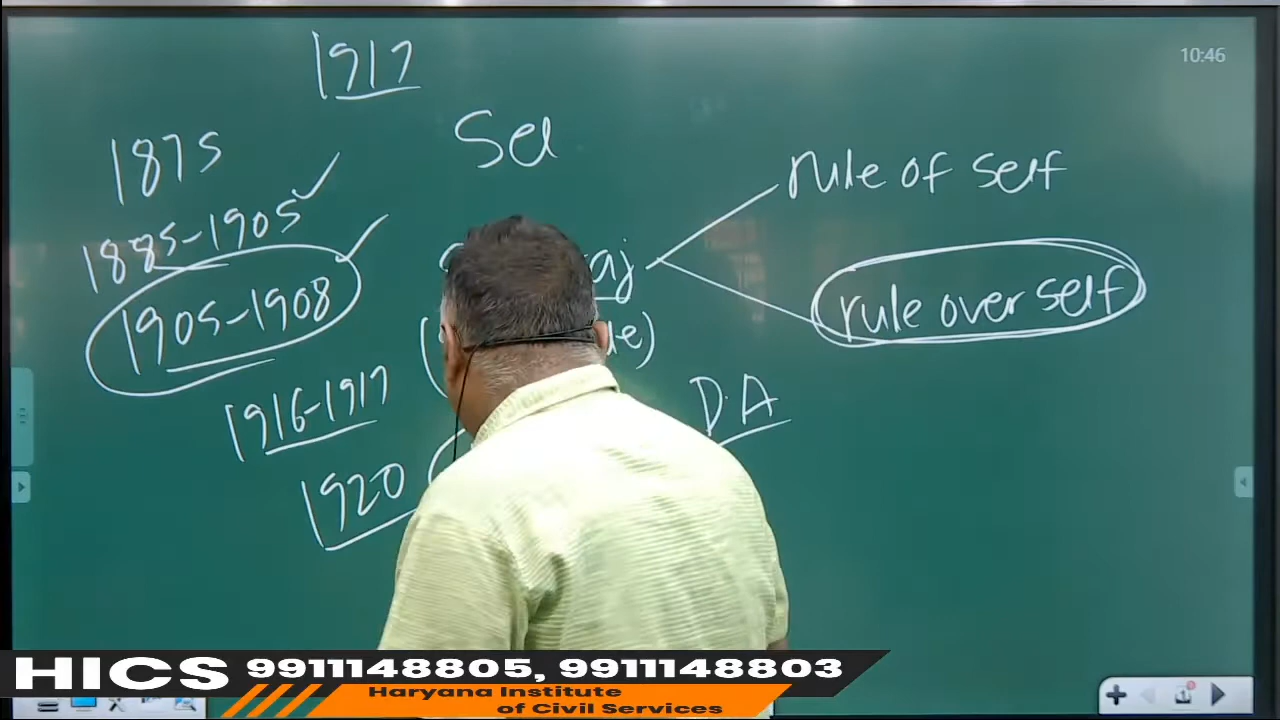 1917
10:46
1875
Sel
1885-1905
rule of self
1905-1908
raj
rule over self
1916-1917
DA
1920
HICS 9911148805, 9911148803
Haryana Institute
of Civil Services